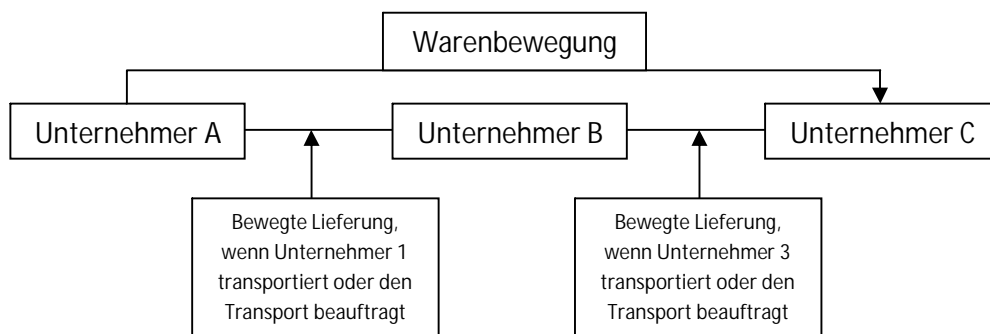 Warenbewegung
Unternehmer A
Unternehmer B
Unternehmer C
Bewegte Lieferung,
wenn Unternehmer 1
transportiert oder den
Transport beauftragt
Bewegte Lieferung,
wenn Unternehmer 3
transportiert oder den
Transport beauftragt